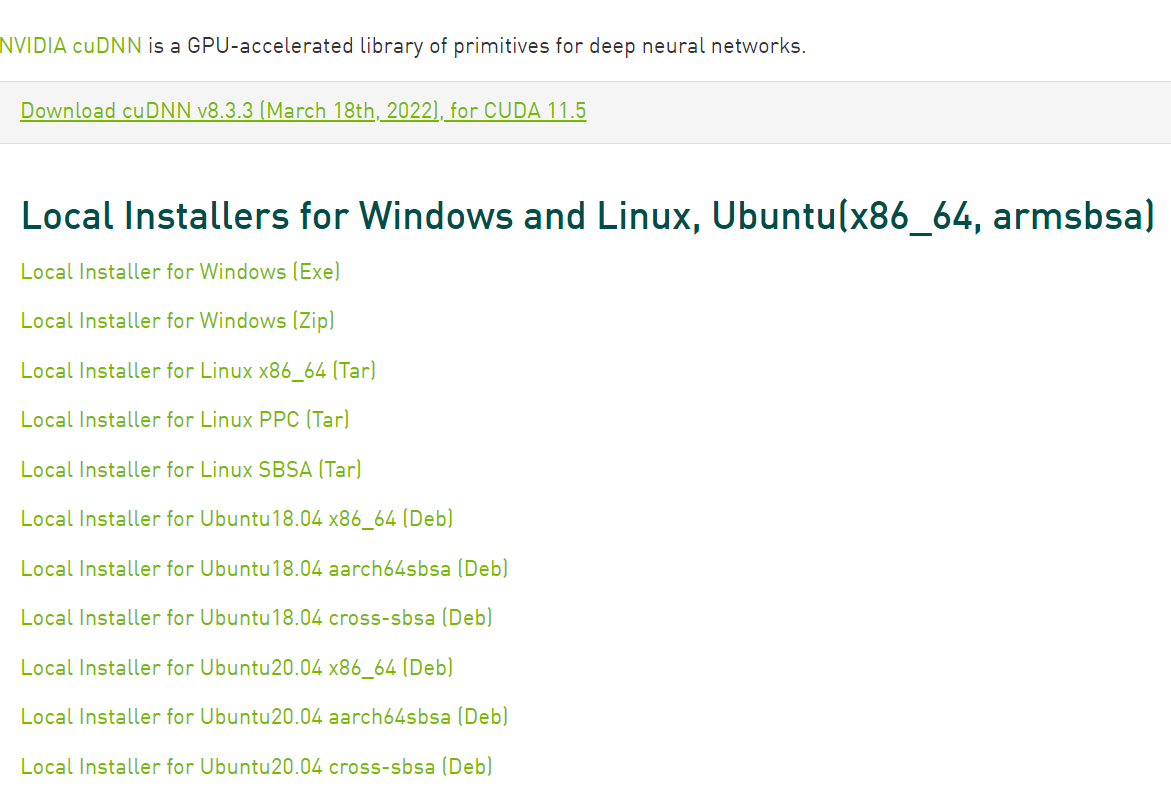 NVIDIA cuDNN is a GPU-accelerated library of primitives for deep neural networks.
Download cuDNN v8.3.3 (March 18th, 2022), for CUDA 11.5
Local Installers for Windows and Linux, Ubuntu(x86_64, armsbsa)
Local Installer for Windows (Exe)
Local Installer for Windows (Zip)
Local Installer for Linux x86_64 (Tar)
Local Installer for Linux PPC (Tar)
Local Installer for Linux SBSA (Tar)
Local Installer for Ubuntu18.04 x86_64 (Deb)
Local Installer for Ubuntu18.04 aarch64sbsa (Deb)
Local Installer for Ubuntu18.04 cross-sbsa (Deb)
Local Installer for Ubuntu20.04 x86_64 (Deb)
Local Installer for Ubuntu20.04 aarch64sbsa (Deb)
Local Installer for Ubuntu20.04 cross-sbsa (Deb)